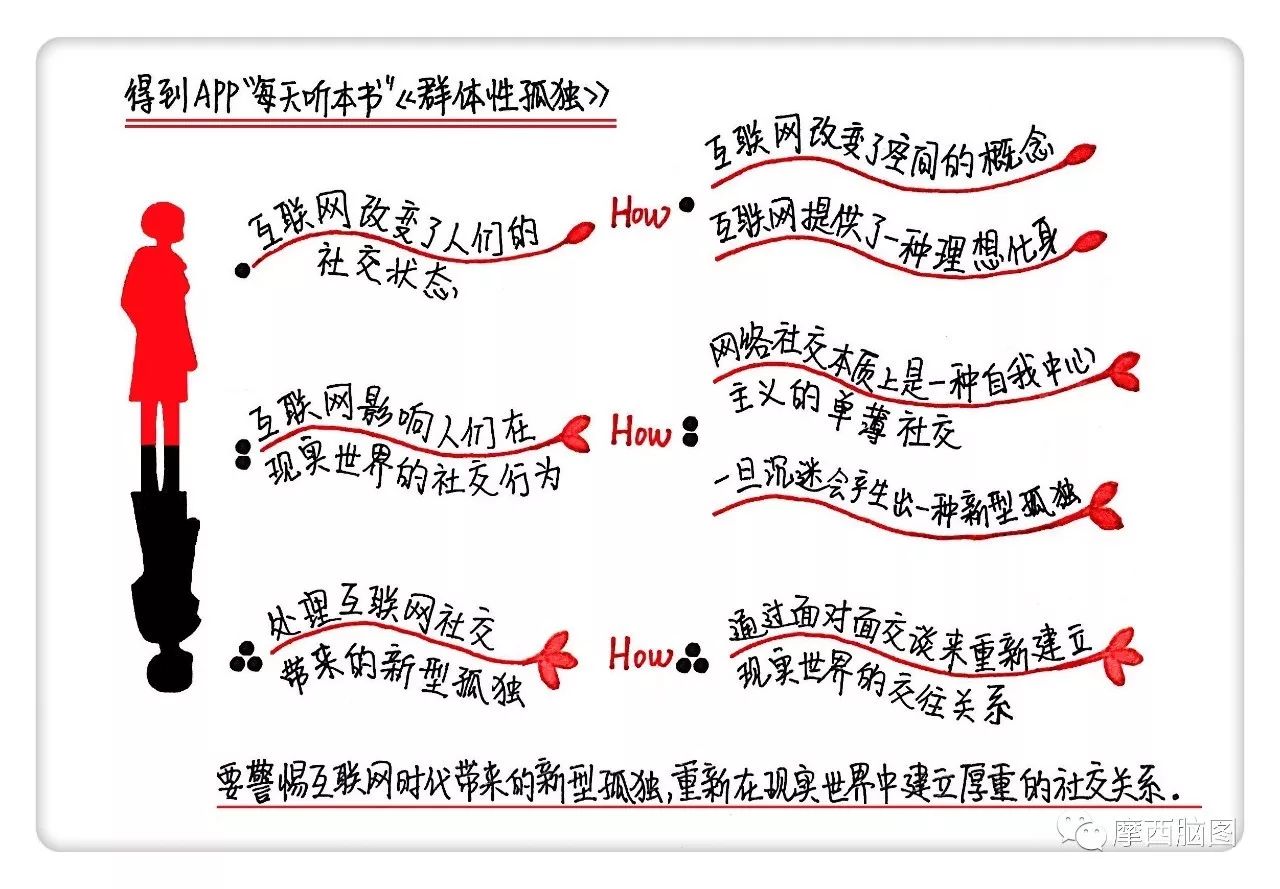 得到APP“每天听本书”《群体性孤独》
互联网改变了人们的
社交状态
How
互联网改变了空间的概念
互联网提供了一种理想化身
互联网影响人们在
现实世界的社交行为
How
网络社交本质上是一种自我中心
主义的单薄社交
一旦沉迷会产生出一种新型孤独
处理互联网社交
带来的新型孤独
How
通过面对面交谈来重新建立
现实世界的交往关系
要警惕互联网时代带来的新型孤独,重新在现实世界中建立厚重的社交关系.
摩西脑图